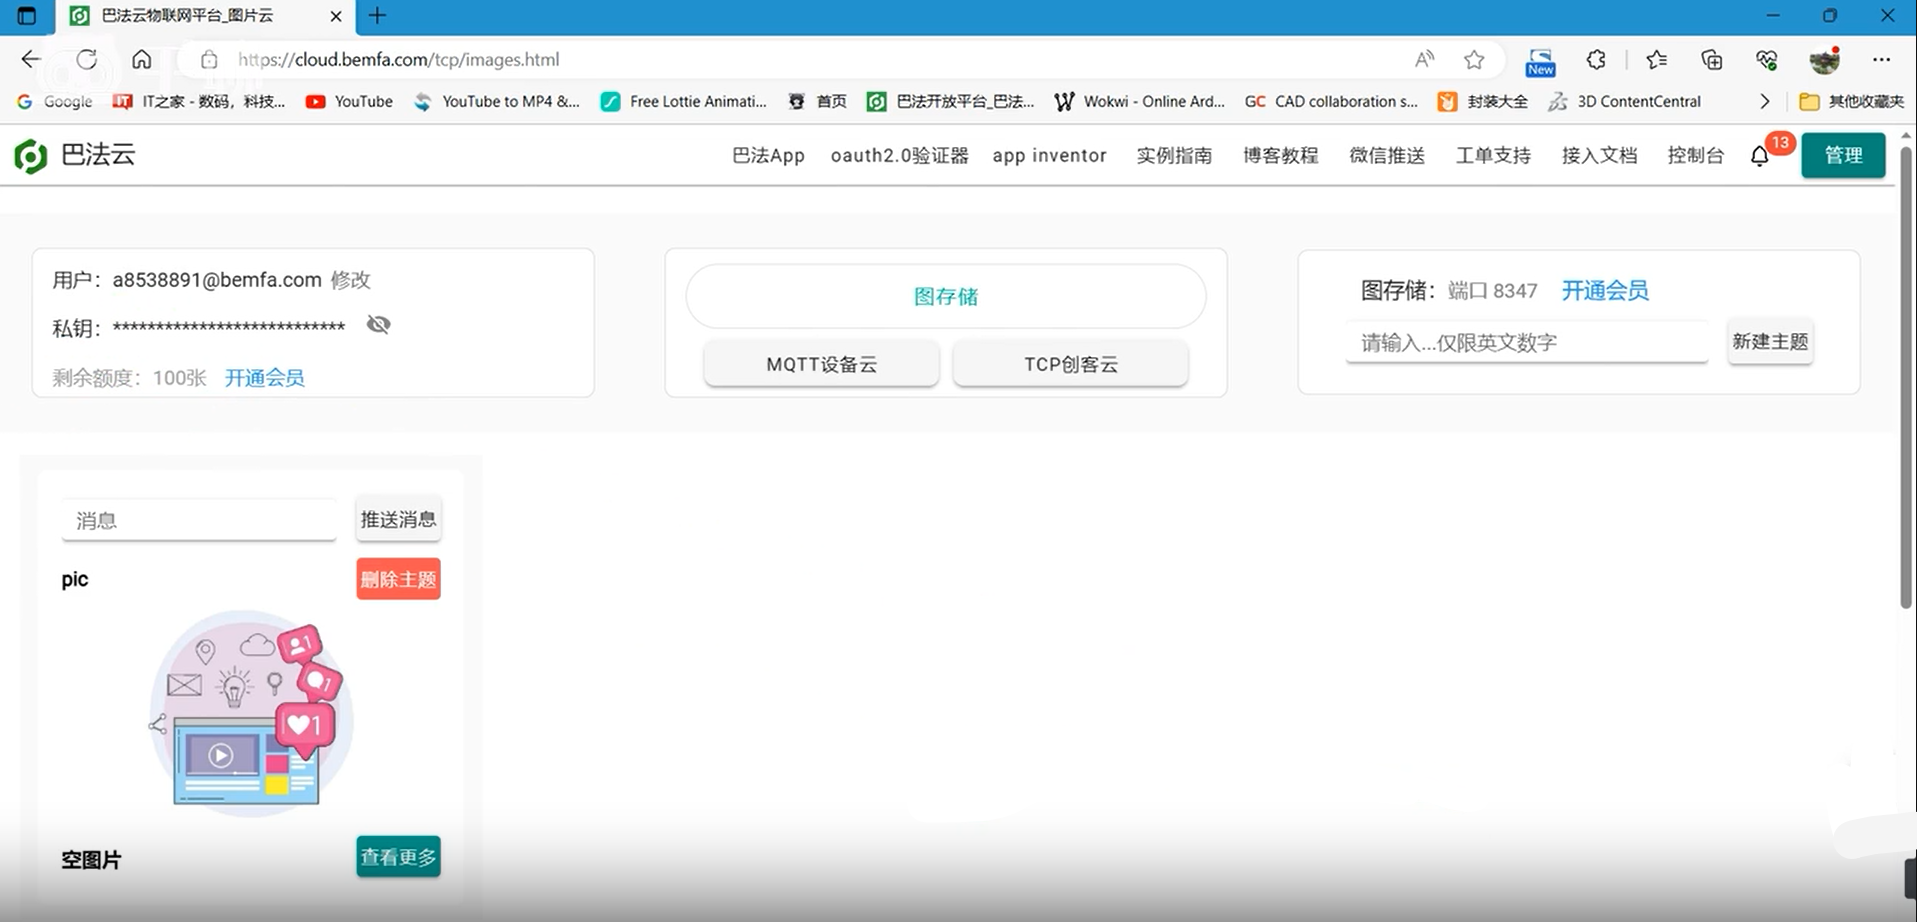 巴法云物联网平台_图片云
https://cloud.bemfa.com/tcp/images.html
New
Google IT之家 - 数码，科技... YouTube YouTube to MP4 &... Free Lottie Animati... 首页 巴法开放平台_巴法... Wokwi - Online Ard... GC CAD collaboration s... 封装大全 3D ContentCentral 其他收藏夹
巴法云 巴法App oauth2.0验证器 app inventor 实例指南 博客教程 微信推送 工单支持 接入文档 控制台 13 管理
用户：a8538891@bemfa.com 修改
私钥：***************************
剩余额度：100张 开通会员
图存储
MQTT设备云 TCP创客云
图存储：端口 8347 开通会员
请输入...仅限英文数字 新建主题
消息 推送消息
pic 删除主题
1
1
1
空图片 查看更多